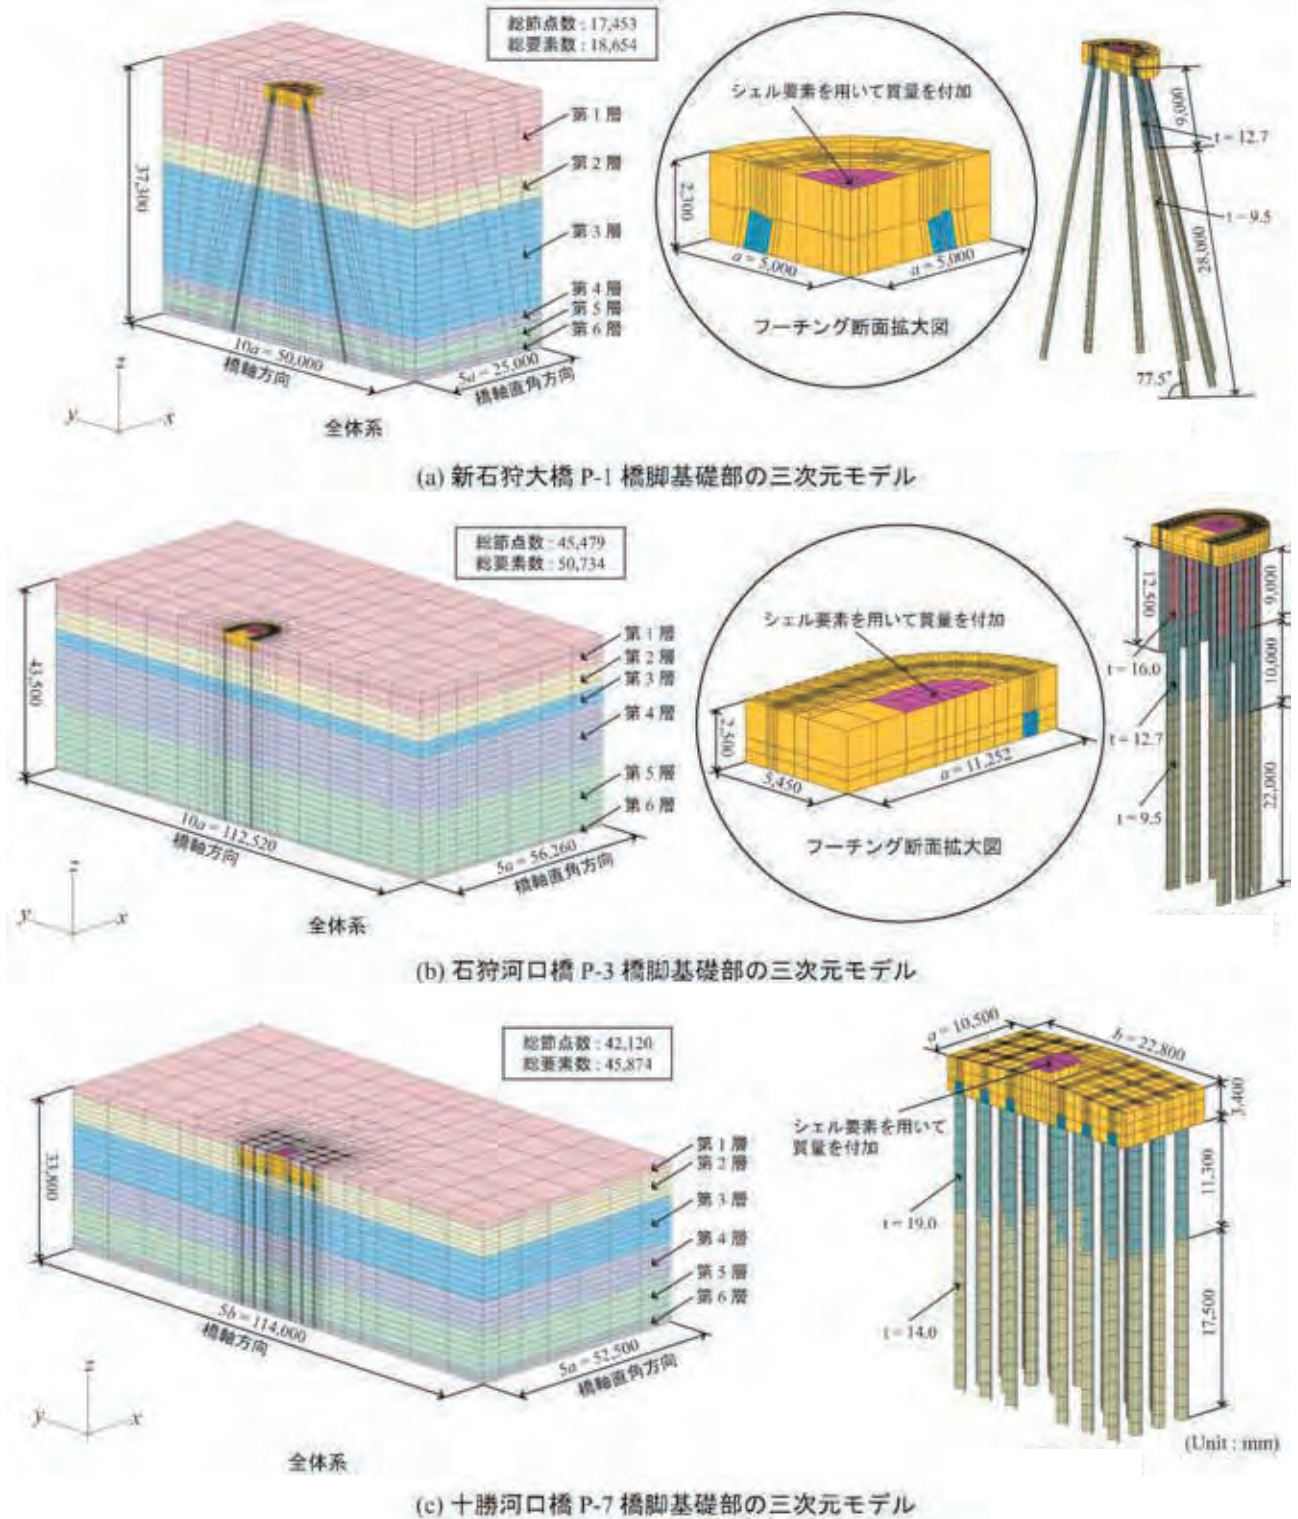 総節点数 : 17,453
総要素数 : 18,654
37,300
第1層
第2層
第3層
第4層
第5層
第6層
10a = 50,000
橋軸方向
5a = 25,000
橋軸直角方向
z
y
x
全体系
シェル要素を用いて質量を付加
2,300
a = 5,000
a = 5,000
フーチング断面拡大図
9,000
t = 12.7
t = 9.5
28,000
77.5°
(a) 新石狩大橋 P-1 橋脚基礎部の三次元モデル
総節点数 : 45,479
総要素数 : 50,734
43,500
第1層
第2層
第3層
第4層
第5層
第6層
10a = 112,520
橋軸方向
5a = 56,260
橋軸直角方向
z
y
x
全体系
シェル要素を用いて質量を付加
2,500
5,450
a = 11,252
フーチング断面拡大図
12,500
9,000
t=16.0
10,000
t=12.7
t=9.5
22,000
(b) 石狩河口橋 P-3 橋脚基礎部の三次元モデル
総節点数 : 42,120
総要素数 : 45,874
33,800
第1層
第2層
第3層
第4層
第5層
第6層
5b = 114,000
橋軸方向
5a = 52,500
橋軸直角方向
z
y
x
全体系
a = 10,500
b = 22,800
3,400
シェル要素を用いて
質量を付加
11,300
t=19.0
t=14.0
17,500
(Unit : mm)
(c) 十勝河口橋 P-7 橋脚基礎部の三次元モデル